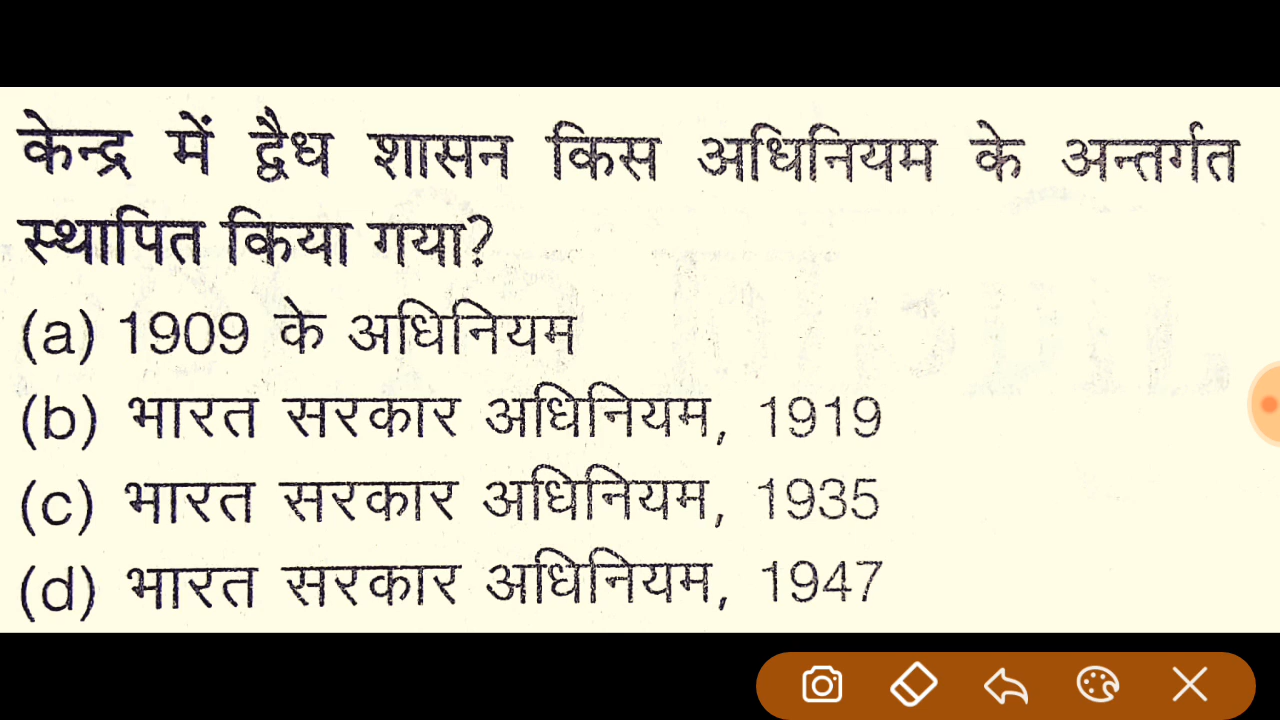 केन्द्र में द्वैध शासन किस अधिनियम के अन्तर्गत
स्थापित किया गया?
(a) 1909 के अधिनियम
(b) भारत सरकार अधिनियम, 1919
(c) भारत सरकार अधिनियम, 1935
(d) भारत सरकार अधिनियम, 1947